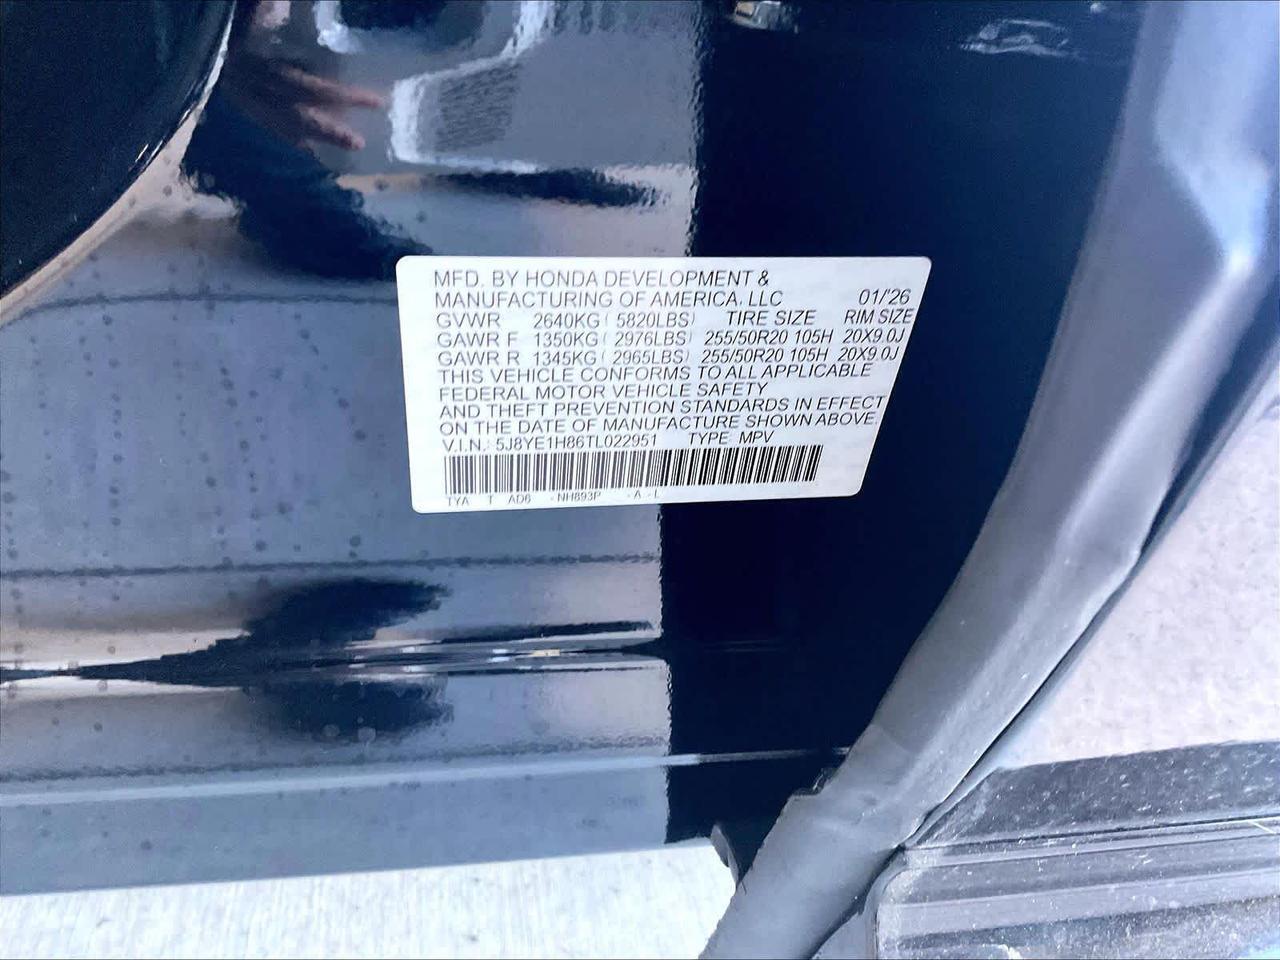 MFD. BY HONDA DEVELOPMENT &
MANUFACTURING OF AMERICA, LLC 01/'26
GVWR 2640KG ( 5820LBS) TIRE SIZE RIM SIZE
GAWR F 1350KG ( 2976LBS) 255/50R20 105H 20X9.0J
GAWR R 1345KG ( 2965LBS) 255/50R20 105H 20X9.0J
THIS VEHICLE CONFORMS TO ALL APPLICABLE
FEDERAL MOTOR VEHICLE SAFETY
AND THEFT PREVENTION STANDARDS IN EFFECT
ON THE DATE OF MANUFACTURE SHOWN ABOVE.
V.I.N.: 5J8YE1H86TL022951 TYPE: MPV
TYA T AD6 -NH893P -A -L